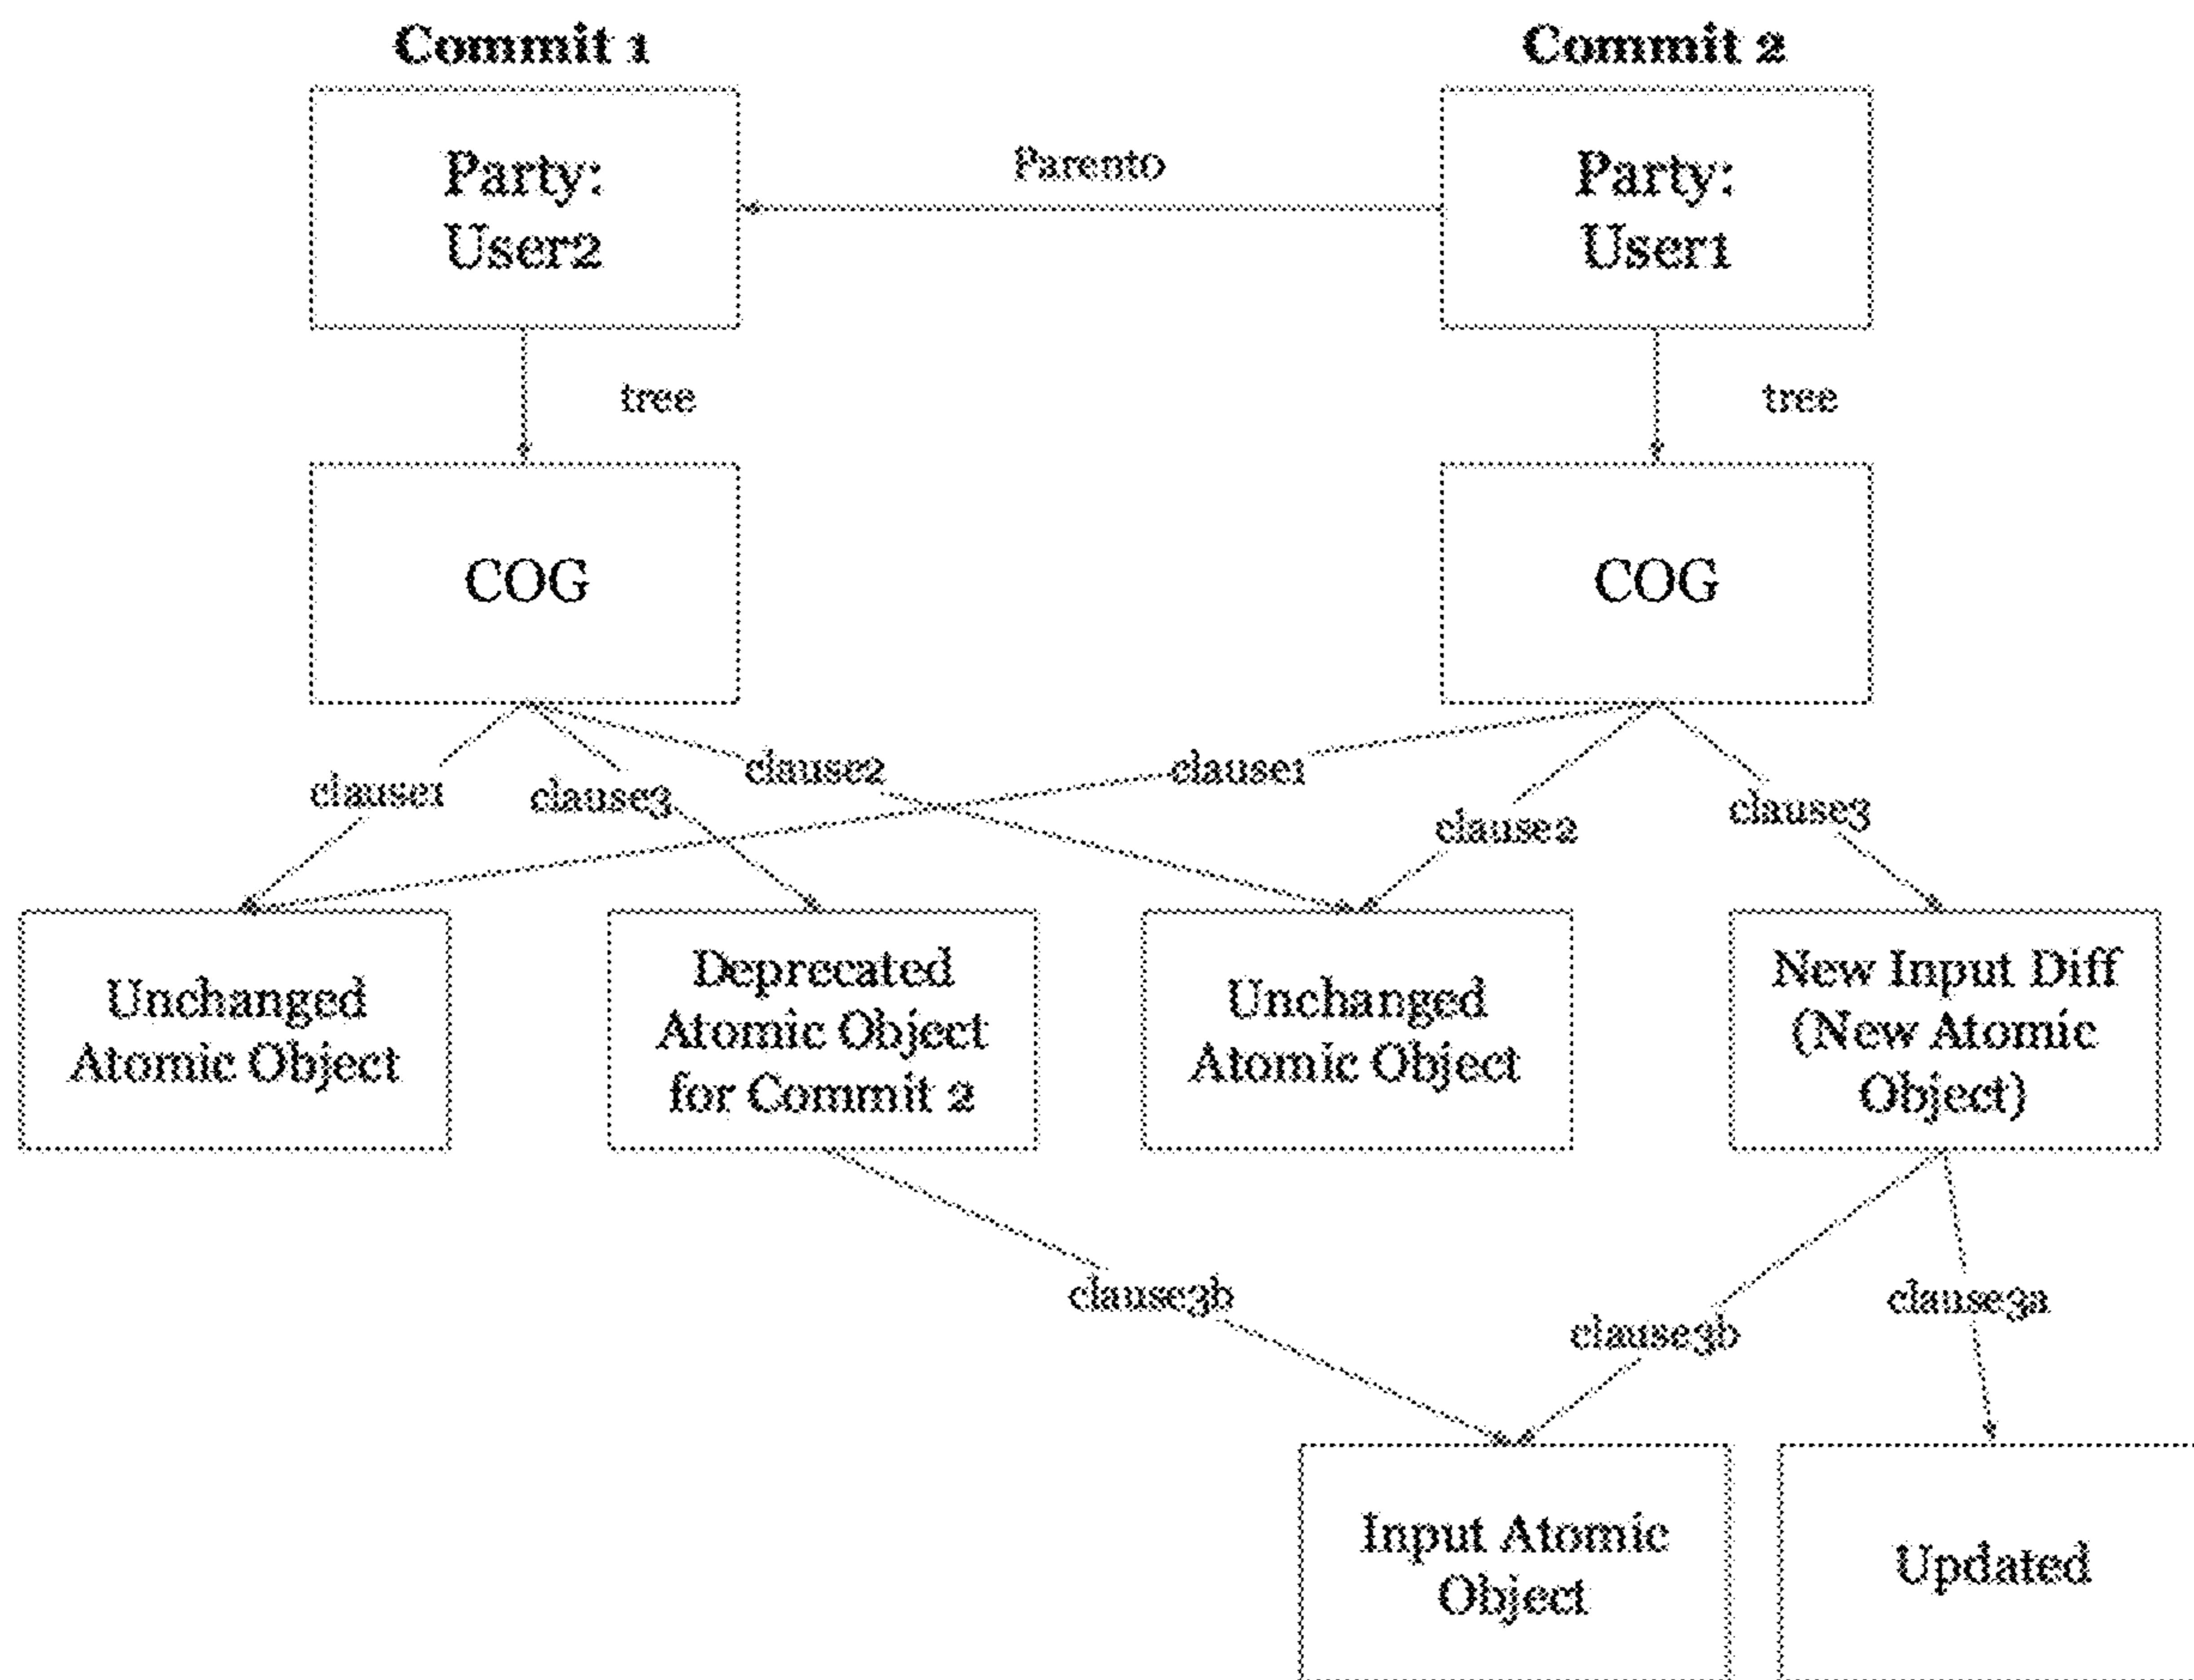 Commit 1
Commit 2
Party:
User2
Parent0
Party:
User1
tree
tree
COG
COG
clause1
clause3
clause2
clause1
clause2
clause3
Unchanged
Atomic Object
Deprecated
Atomic Object
for Commit 2
Unchanged
Atomic Object
New Input Diff
(New Atomic
Object)
clause3b
clause3b
clause3a
Input Atomic
Object
Updated